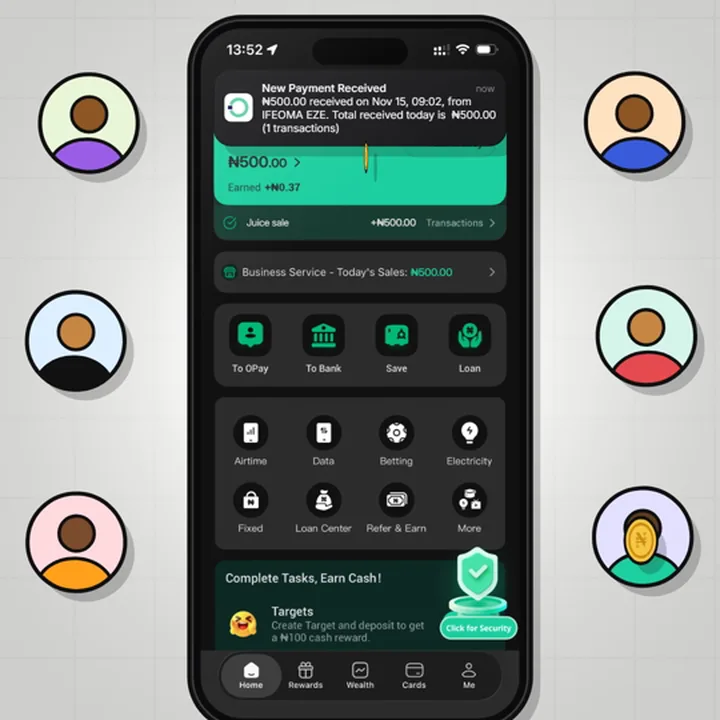 13:52
New Payment Received
now
₦500.00 received on Nov 15, 09:02, from
IFEOMA EZE. Total received today is ₦500.00
(1 transactions)
₦500.00 >
Earned +₦0.37
Juice sale +₦500.00 Transactions >
Business Service - Today's Sales: ₦500.00 >
To OPay To Bank Save Loan
Airtime Data Betting Electricity
Fixed Loan Center Refer & Earn More
Complete Tasks, Earn Cash!
Targets
Create Target and deposit to get
a ₦100 cash reward.
Click for Security
Home Rewards Wealth Cards Me